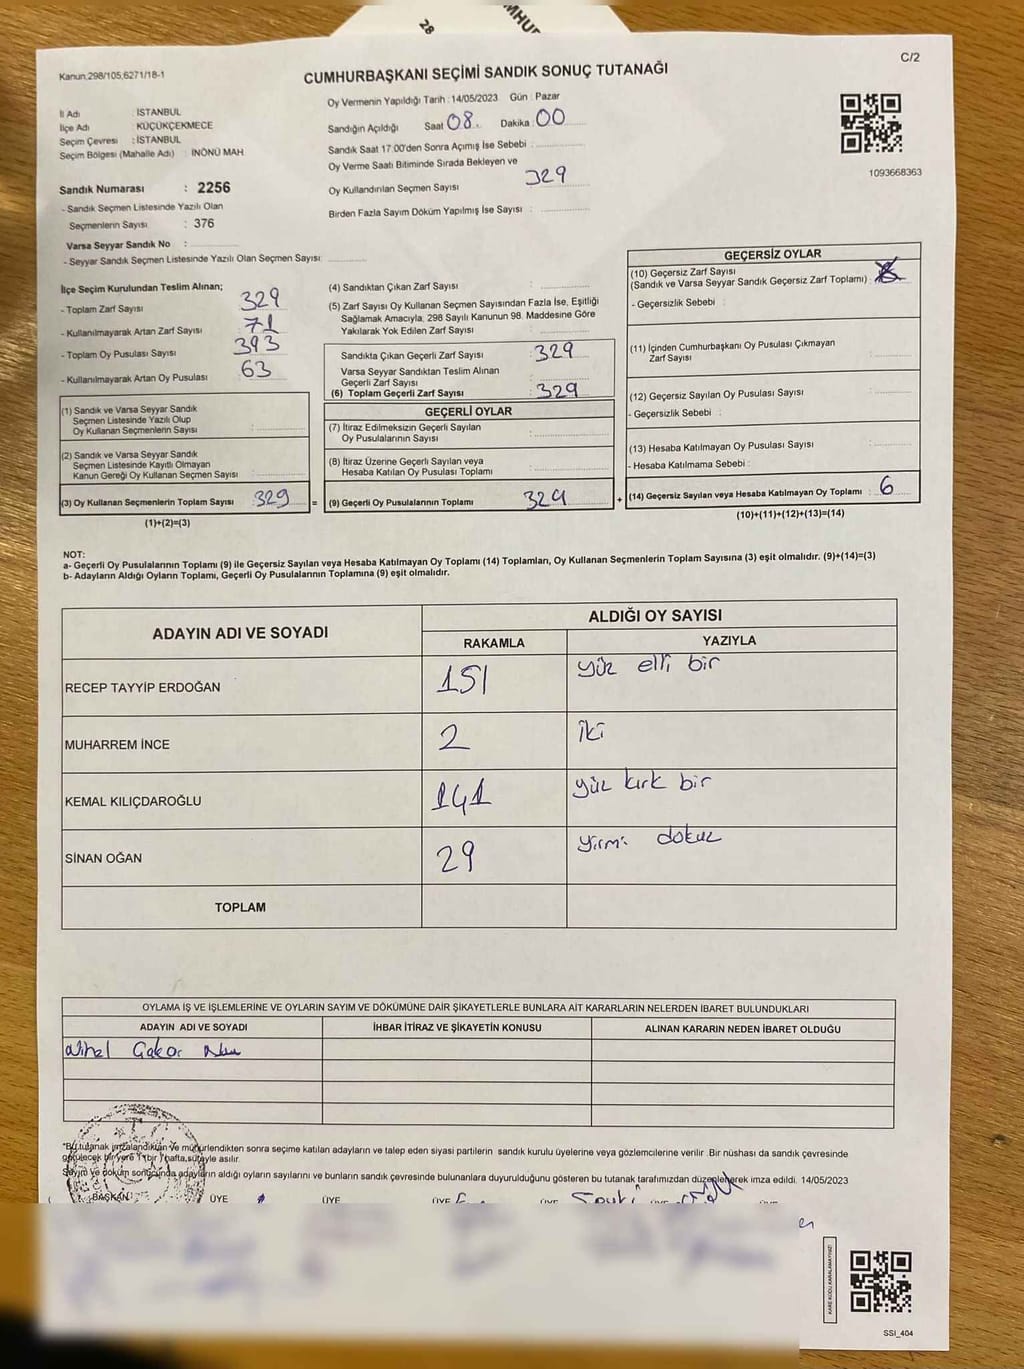 28
MHUR
C/2
Kanun,298/105;6271/18-1
CUMHURBAŞKANI SEÇİMİ SANDIK SONUÇ TUTANAĞI
İl Adı : İSTANBUL
İlçe Adı : KÜÇÜKÇEKMECE
Seçim Çevresi : İSTANBUL
Seçim Bölgesi (Mahalle Adı) : İNÖNÜ MAH
Sandık Numarası : 2256
- Sandık Seçmen Listesinde Yazılı Olan
Seçmenlerin Sayısı : 376
Varsa Seyyar Sandık No :
- Seyyar Sandık Seçmen Listesinde Yazılı Olan Seçmen Sayısı:
Oy Vermenin Yapıldığı Tarih : 14/05/2023 Gün : Pazar
Sandığın Açıldığı Saat 08. Dakika : 00
Sandık Saat 17:00'den Sonra Açımış İse Sebebi :
Oy Verme Saati Bitiminde Sırada Bekleyen ve
Oy Kullandırılan Seçmen Sayısı 329
Birden Fazla Sayım Döküm Yapılmış İse Sayısı :
1093668363
İlçe Seçim Kurulundan Teslim Alınan;
- Toplam Zarf Sayısı 329
- Kullanılmayarak Artan Zarf Sayısı 71
- Toplam Oy Pusulası Sayısı 393
- Kullanılmayarak Artan Oy Pusulası 63
(1) Sandık ve Varsa Seyyar Sandık
Seçmen Listesinde Yazılı Olup
Oy Kullanan Seçmenlerin Sayısı :
(2) Sandık ve Varsa Seyyar Sandık
Seçmen Listesinde Kayıtlı Olmayan
Kanun Gereği Oy Kullanan Seçmen Sayısı
(3) Oy Kullanan Seçmenlerin Toplam Sayısı : 329 =
(1)+(2)=(3)
(4) Sandıktan Çıkan Zarf Sayısı :
(5) Zarf Sayısı Oy Kullanan Seçmen Sayısından Fazla İse, Eşitliği
Sağlamak Amacıyla; 298 Sayılı Kanunun 98. Maddesine Göre
Yakılarak Yok Edilen Zarf Sayısı :
Sandıkta Çıkan Geçerli Zarf Sayısı 329
Varsa Seyyar Sandıktan Teslim Alınan
Geçerli Zarf Sayısı
(6) Toplam Geçerli Zarf Sayısı : 329
GEÇERLİ OYLAR
(7) İtiraz Edilmeksizin Geçerli Sayılan
Oy Pusulalarının Sayısı :
(8) İtiraz Üzerine Geçerli Sayılan veya
Hesaba Katılan Oy Pusulası Toplamı :
(9) Geçerli Oy Pusulalarının Toplamı 324 +
GEÇERSİZ OYLAR
(10) Geçersiz Zarf Sayısı
(Sandık ve Varsa Seyyar Sandık Geçersiz Zarf Toplamı) :
- Geçersizlik Sebebi :
(11) İçinden Cumhurbaşkanı Oy Pusulası Çıkmayan
Zarf Sayısı :
(12) Geçersiz Sayılan Oy Pusulası Sayısı :
- Geçersizlik Sebebi :
(13) Hesaba Katılmayan Oy Pusulası Sayısı :
- Hesaba Katılmama Sebebi :
(14) Geçersiz Sayılan veya Hesaba Katılmayan Oy Toplamı : 6
(10)+(11)+(12)+(13)=(14)
NOT:
a- Geçerli Oy Pusulalarının Toplamı (9) ile Geçersiz Sayılan veya Hesaba Katılmayan Oy Toplamı (14) Toplamları, Oy Kullanan Seçmenlerin Toplam Sayısına (3) eşit olmalıdır. (9)+(14)=(3)
b- Adayların Aldığı Oyların Toplamı, Geçerli Oy Pusulalarının Toplamına (9) eşit olmalıdır.
ADAYIN ADI VE SOYADI
ALDIĞI OY SAYISI
RAKAMLA YAZIYLA
RECEP TAYYİP ERDOĞAN 151 yüz elli bir
MUHARREM İNCE 2 iki
KEMAL KILIÇDAROĞLU 141 yüz kırk bir
SİNAN OĞAN 29 yirmi dokuz
TOPLAM
OYLAMA İŞ VE İŞLEMLERİNE VE OYLARIN SAYIM VE DÖKÜMÜNE DAİR ŞİKAYETLERLE BUNLARA AİT KARARLARIN NELERDEN İBARET BULUNDUKLARI
ADAYIN ADI VE SOYADI İHBAR İTİRAZ VE ŞİKAYETİN KONUSU ALINAN KARARIN NEDEN İBARET OLDUĞU
*Bu tutanak imzalandıktan ve mühürlendikten sonra seçime katılan adayların ve talep eden siyasi partilerin sandık kurulu üyelerine veya gözlemcilerine verilir. Bir nüshası da sandık çevresinde
görülecek bir yere 1 bir hafta süreyle asılır.
Sayım ve döküm sonucunda adayların aldığı oyların sayılarını ve bunların sandık çevresinde bulunanlara duyurulduğunu gösteren bu tutanak tarafımızdan düzenlenerek imza edildi. 14/05/2023
BAŞKAN ÜYE ÜYE ÜYE
KARE KODU KARALAMAYINIZ!
SSI_404